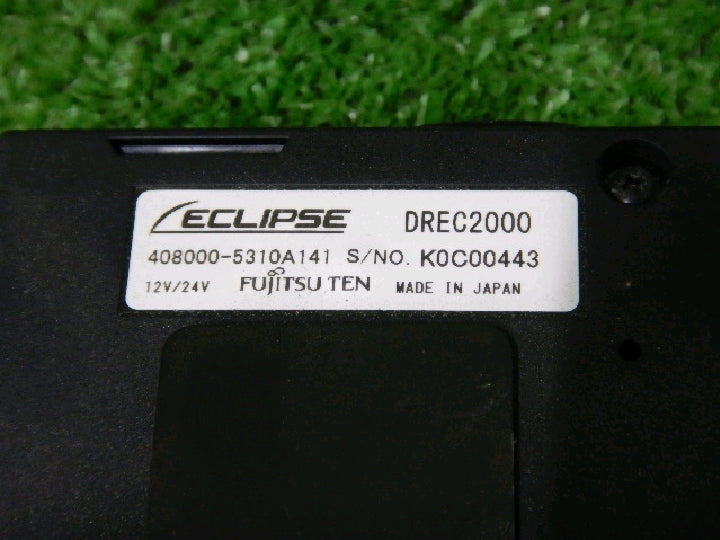 ECLIPSE DREC2000
408000-5310A141 S/NO. K0C00443
12V/24V FUJITSU TEN MADE IN JAPAN